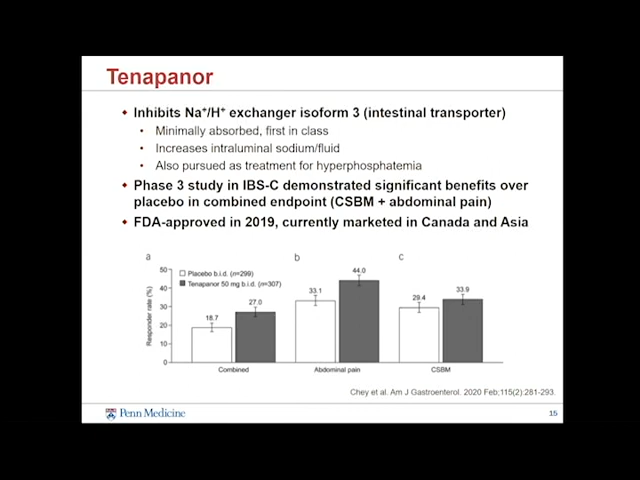 Tenapanor
Inhibits Na+/H+ exchanger isoform 3 (intestinal transporter)
Minimally absorbed, first in class
Increases intraluminal sodium/fluid
Also pursued as treatment for hyperphosphatemia
Phase 3 study in IBS-C demonstrated significant benefits over
placebo in combined endpoint (CSBM + abdominal pain)
FDA-approved in 2019, currently marketed in Canada and Asia
a b c
Placebo b.i.d. (n=299)
Tenapanor 50 mg b.i.d. (n=307)
Responder rate (%)
50
40
30
20
10
0
18.7
27.0
33.1
44.0
29.4
33.9
Combined
Abdominal pain
CSBM
Chey et al. Am J Gastroenterol. 2020 Feb;115(2):281-293.
Penn Medicine
15